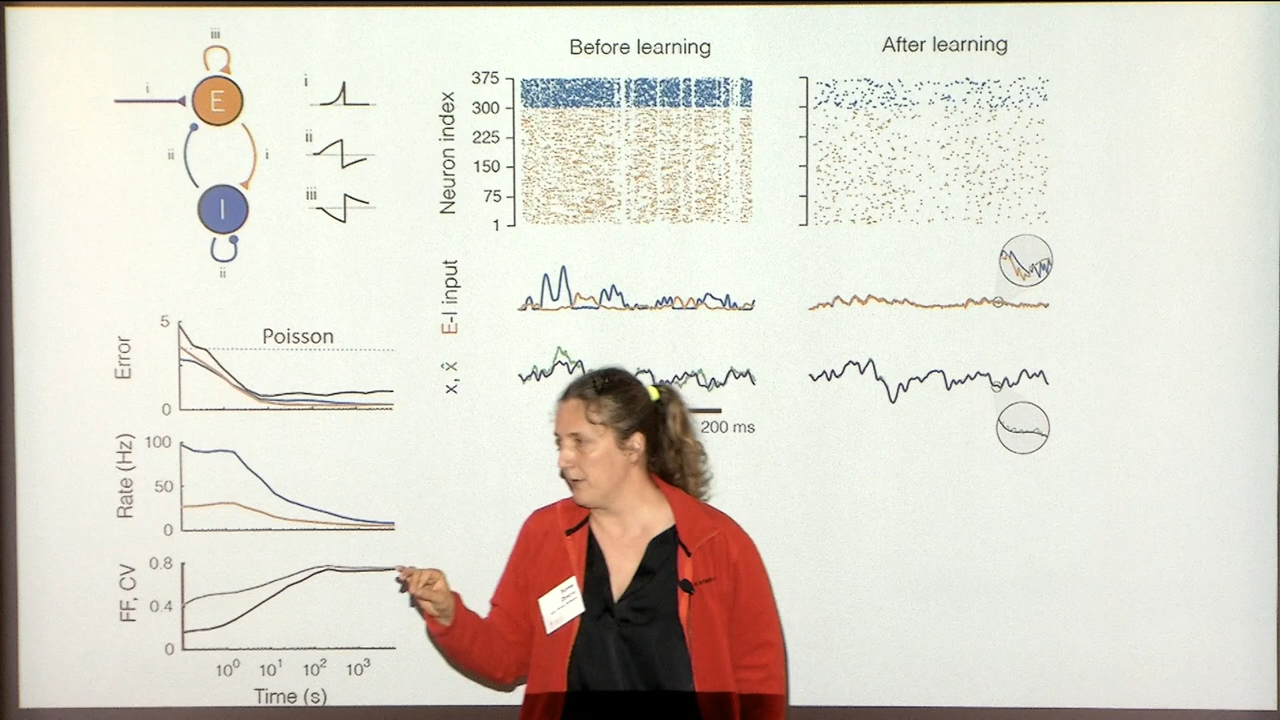 iii
i
E
ii
i
I
ii
i
ii
iii
Before learning
After learning
Neuron index
375
300
225
150
75
1
E-I input
x, x̂
200 ms
Error
5
0
Poisson
Rate (Hz)
100
50
0
FF, CV
0.8
0.4
0
10⁰ 10¹ 10² 10³
Time (s)